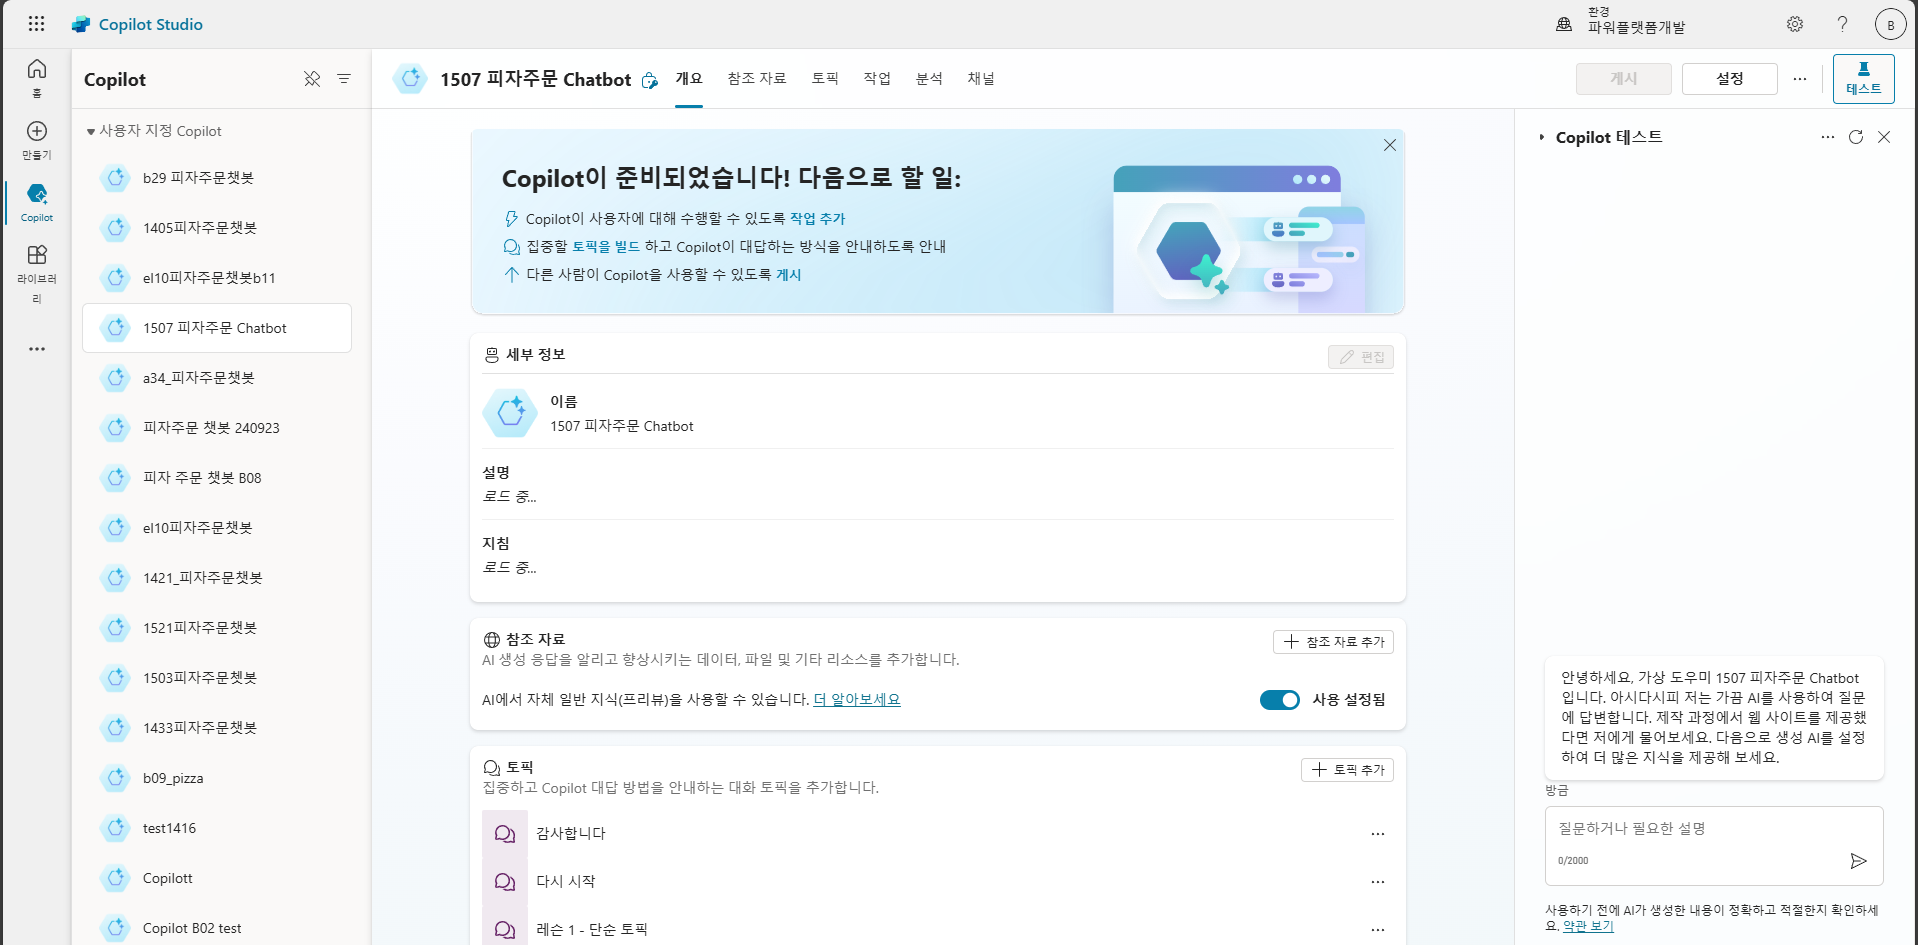 Copilot Studio
환경
파워플랫폼개발
B
홈
만들기
Copilot
라이브러
리
Copilot
사용자 지정 Copilot
b29 피자주문챗봇
1405피자주문챗봇
el10피자주문챗봇b11
1507 피자주문 Chatbot
a34_피자주문챗봇
피자주문 챗봇 240923
피자 주문 챗봇 B08
el10피자주문챗봇
1421_피자주문챗봇
1521피자주문챗봇
1503피자주문쳇봇
1433피자주문챗봇
b09_pizza
test1416
Copilott
Copilot B02 test
1507 피자주문 Chatbot
개요
참조 자료
토픽
작업
분석
채널
게시
설정
테스트
Copilot이 준비되었습니다! 다음으로 할 일:
Copilot이 사용자에 대해 수행할 수 있도록 작업 추가
집중할 토픽을 빌드 하고 Copilot이 대답하는 방식을 안내하도록 안내
다른 사람이 Copilot을 사용할 수 있도록 게시
세부 정보
편집
이름
1507 피자주문 Chatbot
설명
로드 중...
지침
로드 중...
참조 자료
참조 자료 추가
AI 생성 응답을 알리고 향상시키는 데이터, 파일 및 기타 리소스를 추가합니다.
AI에서 자체 일반 지식(프리뷰)을 사용할 수 있습니다. 더 알아보세요
사용 설정됨
토픽
토픽 추가
집중하고 Copilot 대답 방법을 안내하는 대화 토픽을 추가합니다.
감사합니다
다시 시작
레슨 1 - 단순 토픽
Copilot 테스트
안녕하세요, 가상 도우미 1507 피자주문 Chatbot
입니다. 아시다시피 저는 가끔 AI를 사용하여 질문
에 답변합니다. 제작 과정에서 웹 사이트를 제공했
다면 저에게 물어보세요. 다음으로 생성 AI를 설정
하여 더 많은 지식을 제공해 보세요.
방금
질문하거나 필요한 설명
0/2000
사용하기 전에 AI가 생성한 내용이 정확하고 적절한지 확인하세
요. 약관 보기